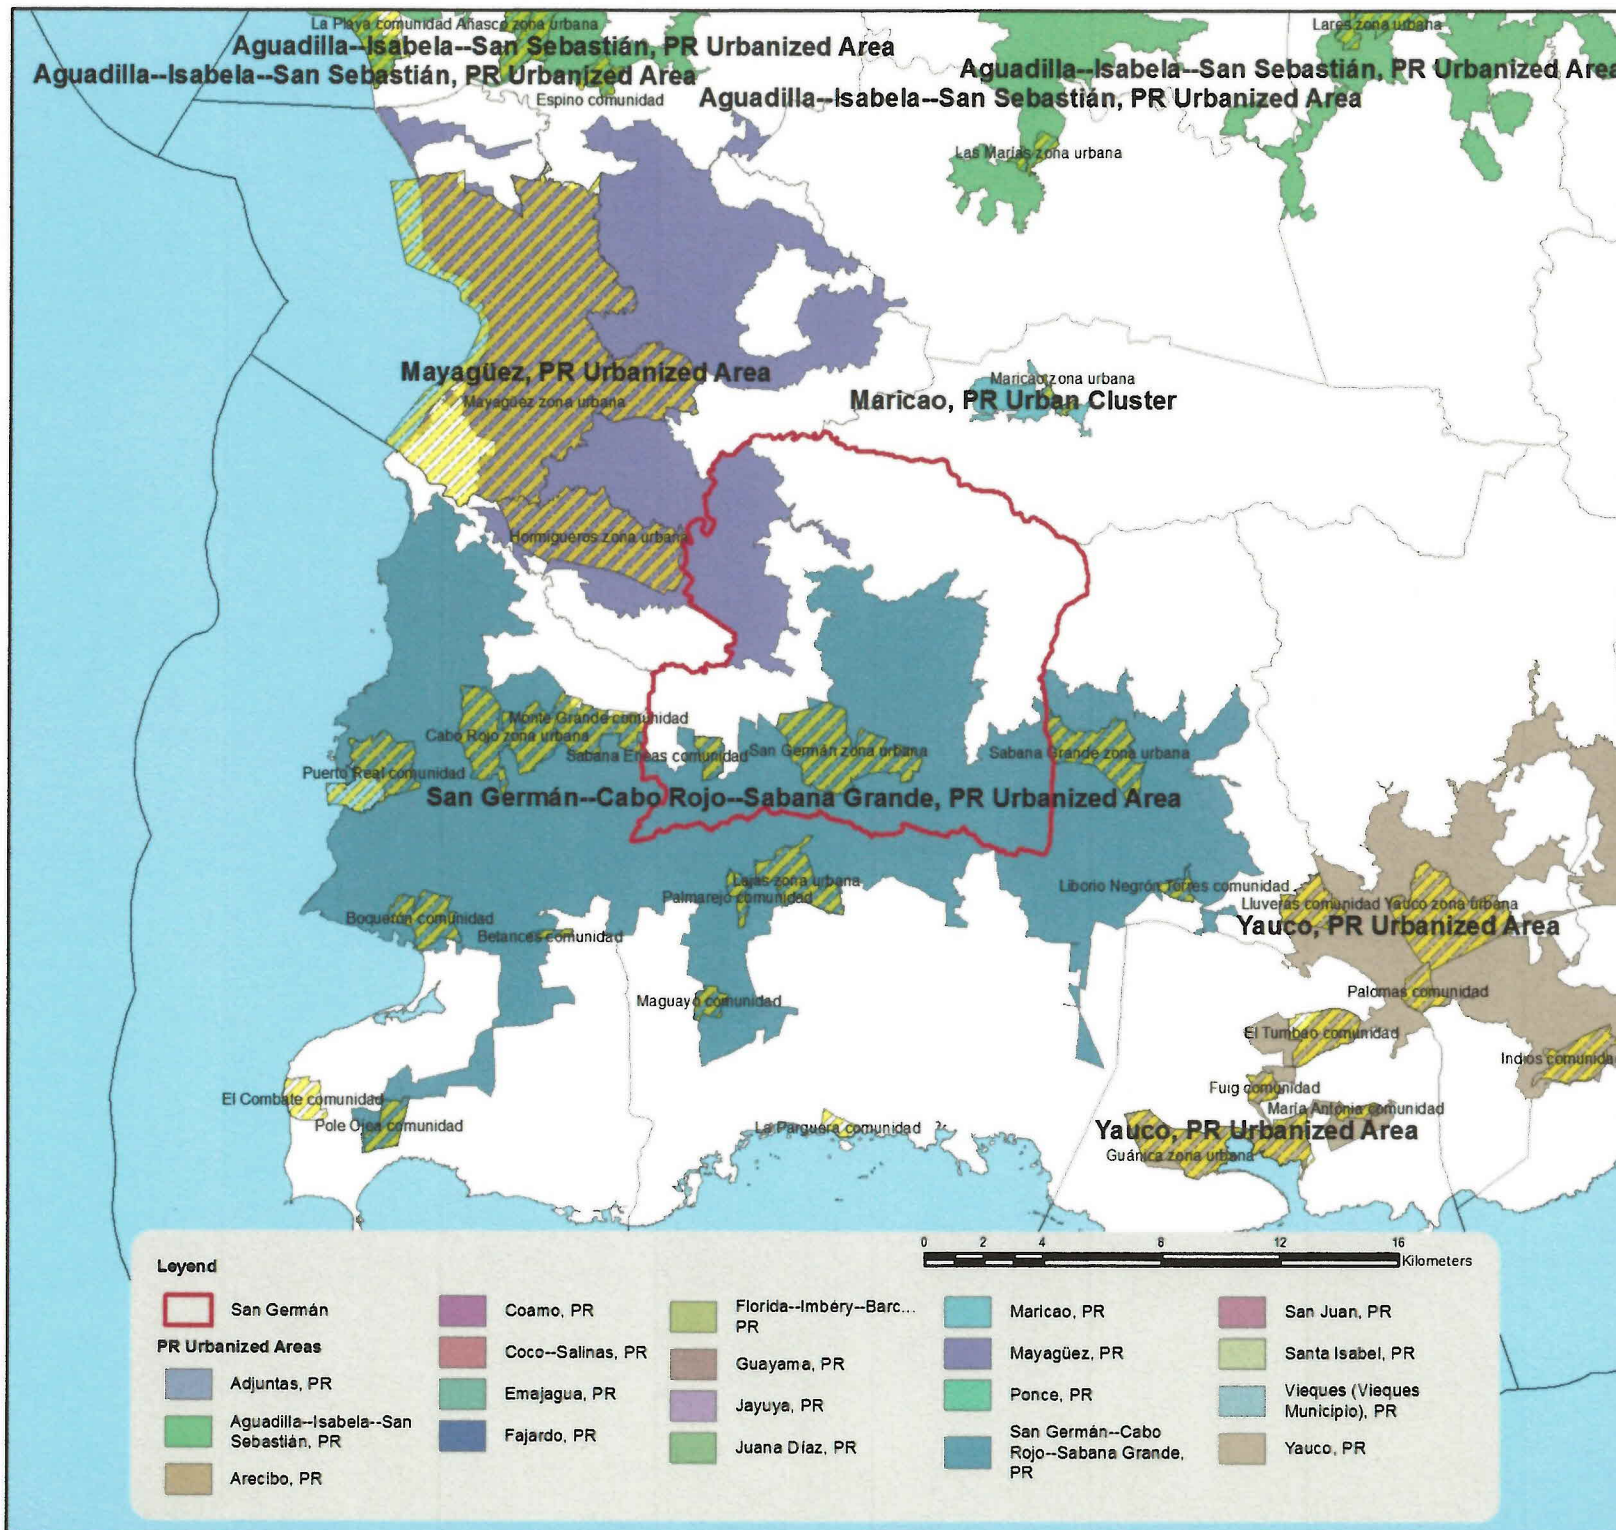 La Playa comunidad Añasco zona urbana
Lares zona urbana
Aguadilla--Isabela--San Sebastián, PR Urbanized Area
Aguadilla--Isabela--San Sebastián, PR Urbanized Area
Aguadilla--Isabela--San Sebastián, PR Urbanized Area
Aguadilla--Isabela--San Sebastián, PR Urbanized Area
Espino comunidad
Las Marías zona urbana
Mayagüez, PR Urbanized Area
Maricao zona urbana
Mayagüez zona urbana
Maricao, PR Urban Cluster
Hormigueros zona urbana
Monte Grande comunidad
Cabo Rojo zona urbana
Sabana Eneas comunidad
San Germán zona urbana
Sabana Grande zona urbana
Puerto Real comunidad
San Germán--Cabo Rojo--Sabana Grande, PR Urbanized Area
Lajas zona urbana
Palmarejo comunidad
Liborio Negrón Torres comunidad
Lluveras comunidad Yauco zona urbana
Boquerón comunidad
Betances comunidad
Yauco, PR Urbanized Area
Maguayo comunidad
Palomas comunidad
El Tumbao comunidad
Indios comunida
Fuig comunidad
El Combate comunidad
María Antonia comunidad
Pole Ojea comunidad
La Parguera comunidad
Yauco, PR Urbanized Area
Guánica zona urbana
0 2 4 8 12 16
Kilometers
Leyend
San Germán
PR Urbanized Areas
Adjuntas, PR
Aguadilla--Isabela--San
Sebastián, PR
Arecibo, PR
Coamo, PR
Coco--Salinas, PR
Emajagua, PR
Fajardo, PR
Florida--Imbéry--Barc...
PR
Guayama, PR
Jayuya, PR
Juana Díaz, PR
Maricao, PR
Mayagüez, PR
Ponce, PR
San Germán--Cabo
Rojo--Sabana Grande,
PR
San Juan, PR
Santa Isabel, PR
Vieques (Vieques
Municipio), PR
Yauco, PR